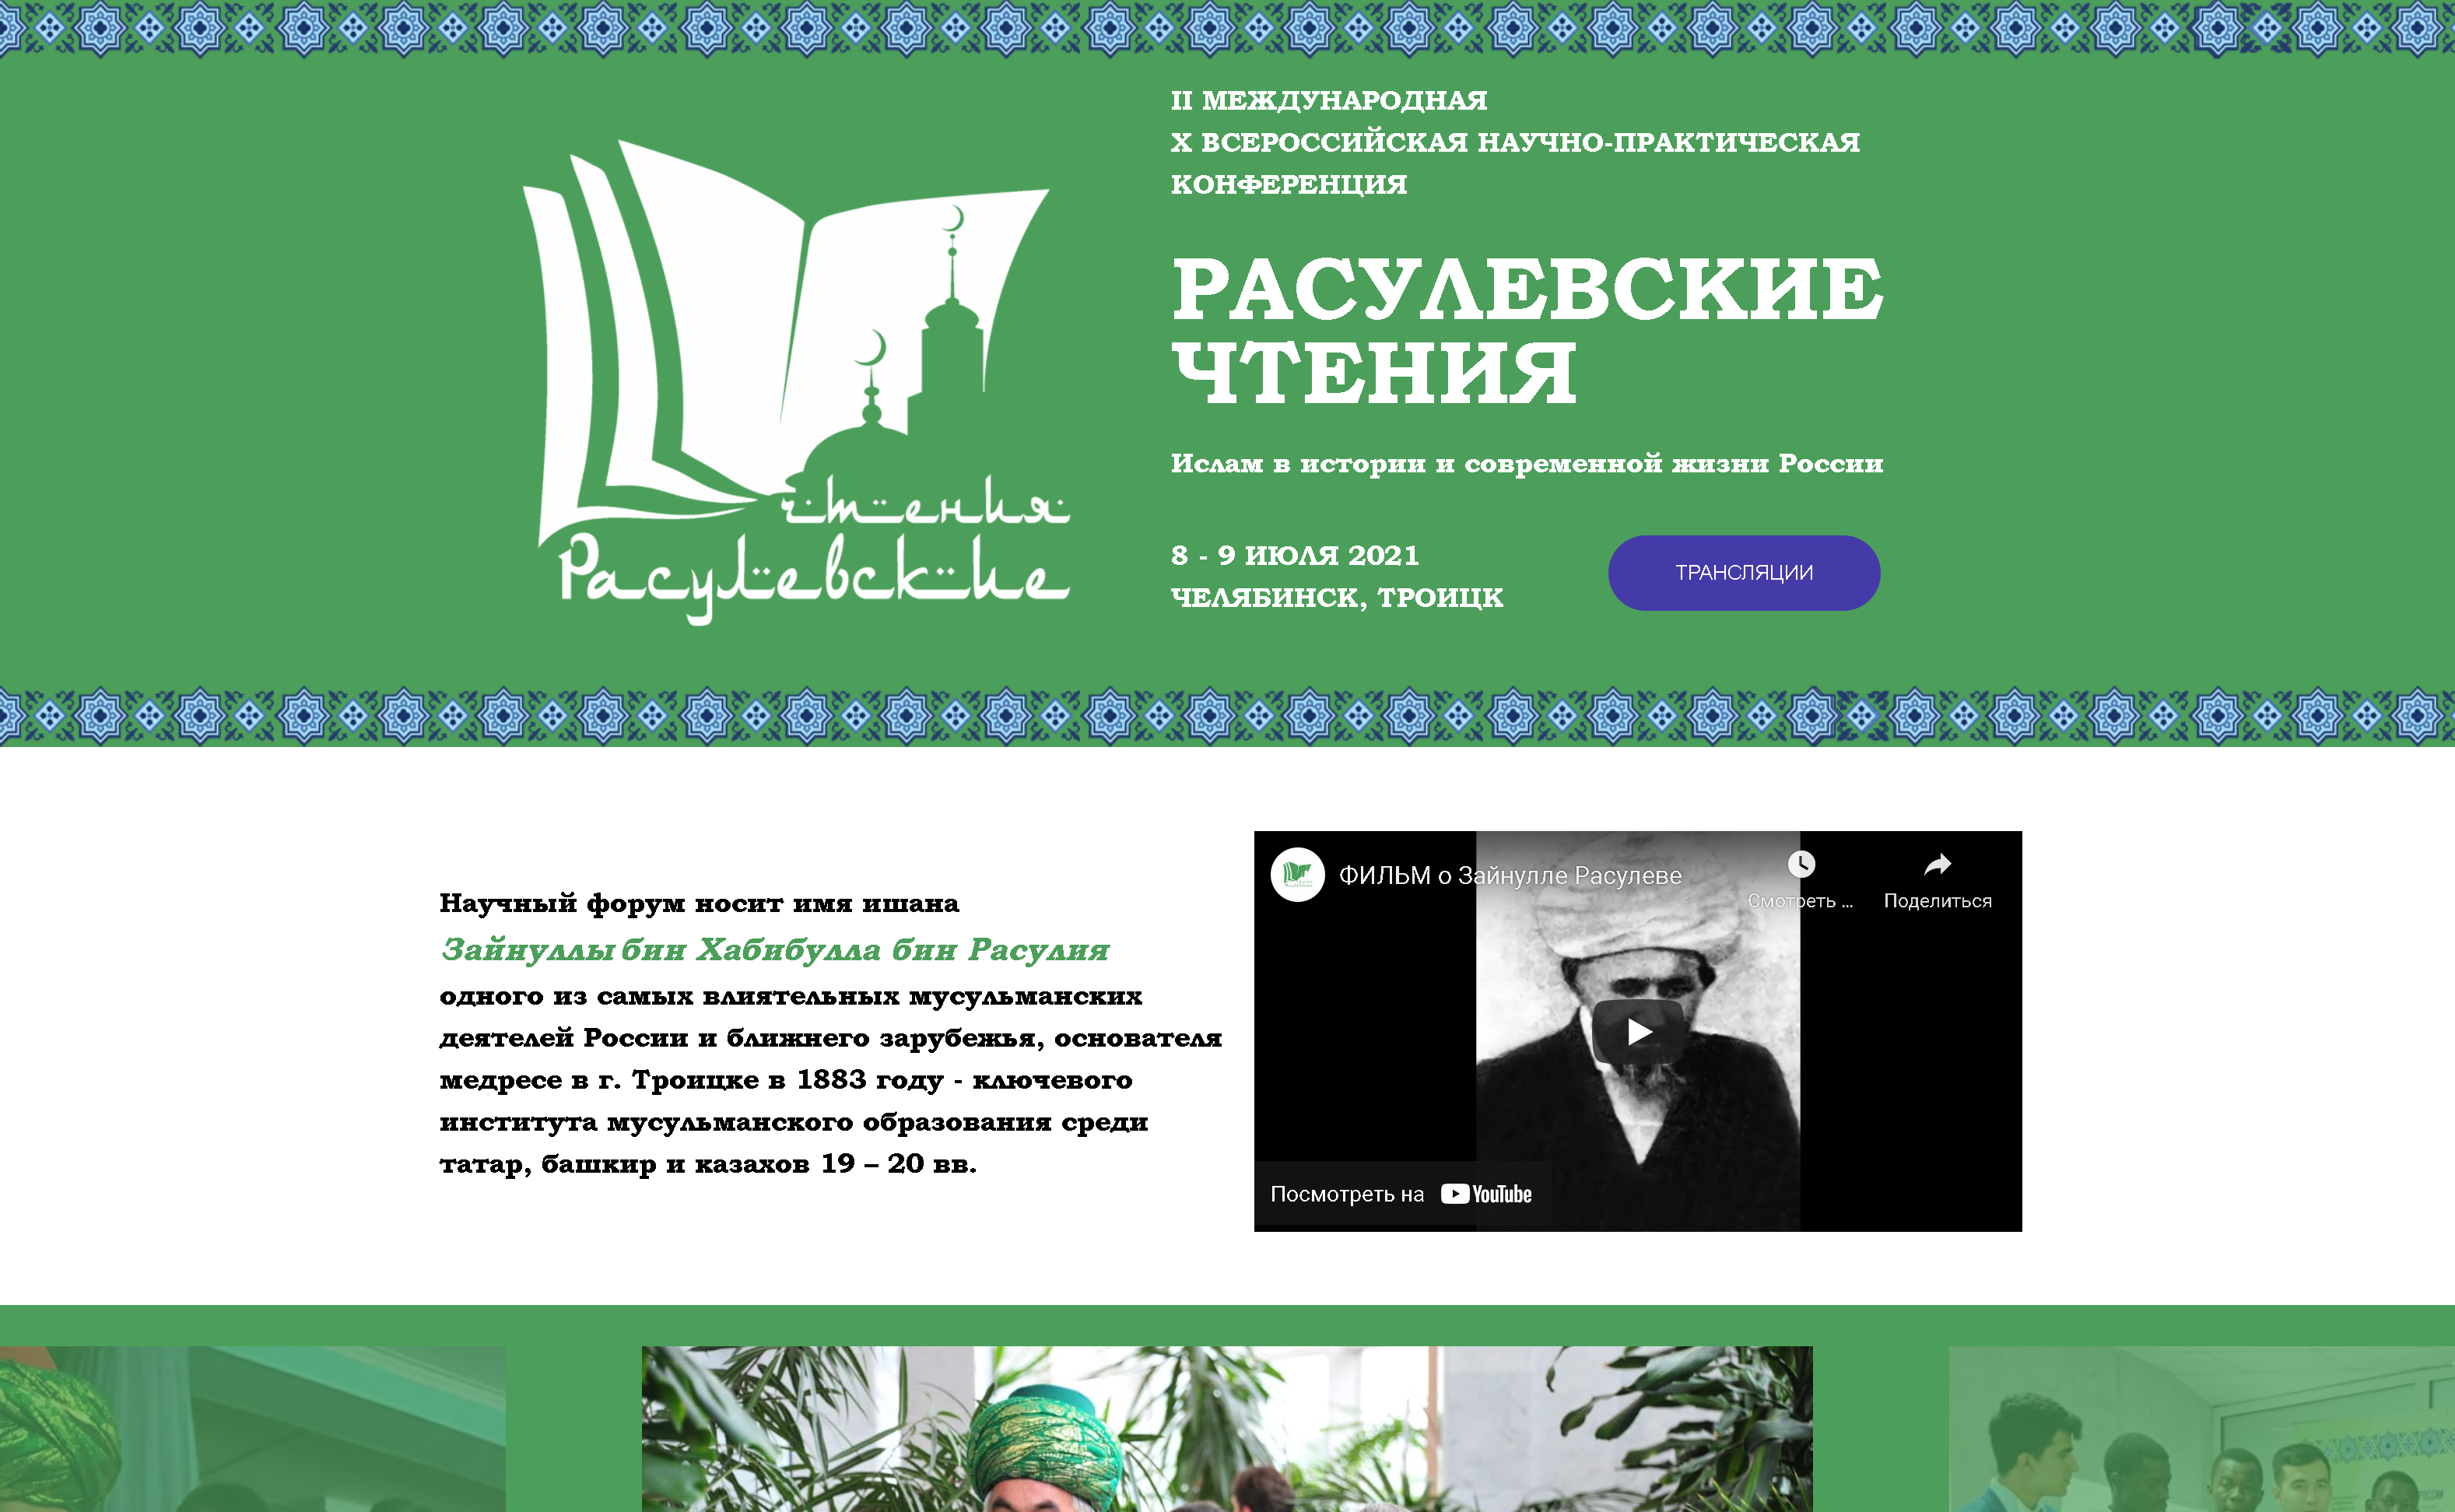 II МЕЖДУНАРОДНАЯ
X ВСЕРОССИЙСКАЯ НАУЧНО-ПРАКТИЧЕСКАЯ
КОНФЕРЕНЦИЯ
РАСУЛЕВСКИЕ
ЧТЕНИЯ
Ислам в истории и современной жизни России
8 - 9 ИЮЛЯ 2021
ЧЕЛЯБИНСК, ТРОИЦК
ТРАНСЛЯЦИИ
чтения
Расулевские
Научный форум носит имя ишана
Зайнуллы бин Хабибулла бин Расулия
одного из самых влиятельных мусульманских
деятелей России и ближнего зарубежья, основателя
медресе в г. Троицке в 1883 году - ключевого
института мусульманского образования среди
татар, башкир и казахов 19 – 20 вв.
ФИЛЬМ о Зайнулле Расулеве
Смотреть ...
Поделиться
Посмотреть на YouTube